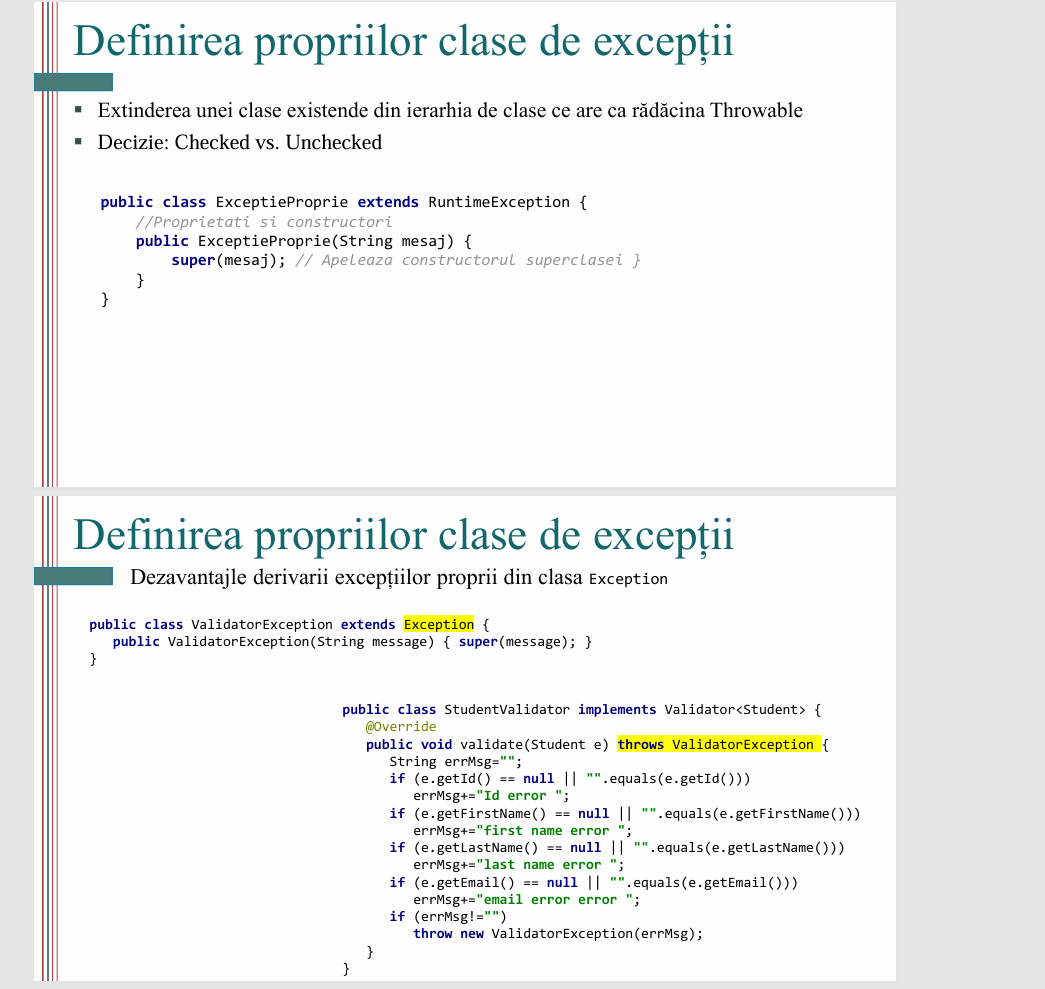 Definirea propriilor clase de excepții
▪ Extinderea unei clase existende din ierarhia de clase ce are ca rădăcina Throwable
▪ Decizie: Checked vs. Unchecked
public class ExceptieProprie extends RuntimeException {
//Proprietati si constructori
public ExceptieProprie(String mesaj) {
super(mesaj); // Apeleaza constructorul superclasei }
}
}
Definirea propriilor clase de excepții
Dezavantajle derivarii excepțiilor proprii din clasa Exception
public class ValidatorException extends Exception {
public ValidatorException(String message) { super(message); }
}
public class StudentValidator implements Validator<Student> {
@Override
public void validate(Student e) throws ValidatorException {
String errMsg="";
if (e.getId() == null || "".equals(e.getId()))
errMsg+="Id error ";
if (e.getFirstName() == null || "".equals(e.getFirstName()))
errMsg+="first name error ";
if (e.getLastName() == null || "".equals(e.getLastName()))
errMsg+="last name error ";
if (e.getEmail() == null || "".equals(e.getEmail()))
errMsg+="email error error ";
if (errMsg!="")
throw new ValidatorException(errMsg);
}
}